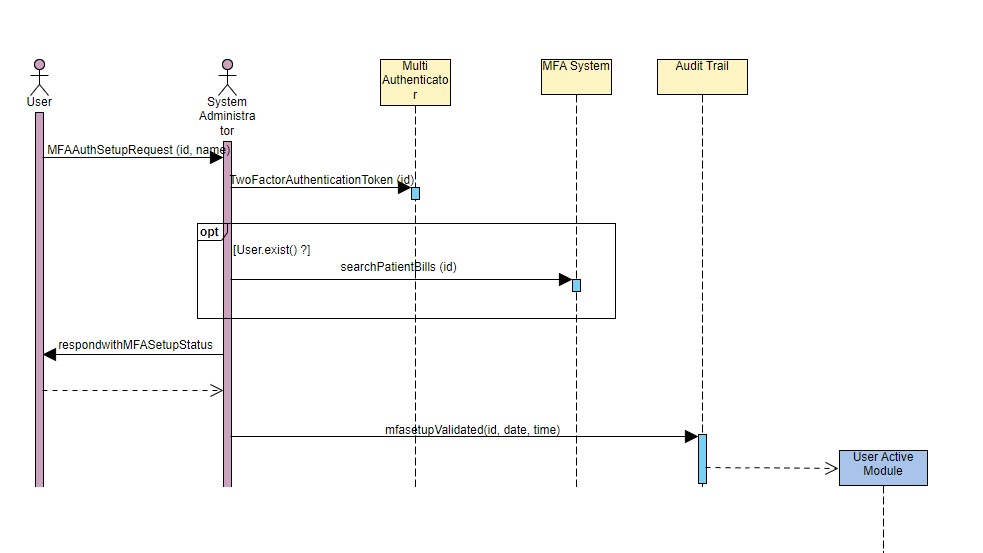 User
System
Administra
tor
Multi
Authenticato
r
MFA System
Audit Trail
MFAAuthSetupRequest (id, name)
TwoFactorAuthenticationToken (id)
opt
[User.exist() ?]
searchPatientBills (id)
respondwithMFASetupStatus
mfasetupValidated(id, date, time)
User Active
Module